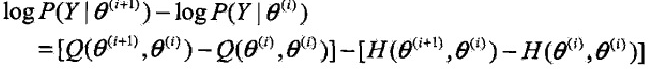 log P(Y | θ^(i+1)) − log P(Y | θ^(i))
= [Q(θ^(i+1), θ^(i)) − Q(θ^(i), θ^(i))] − [H(θ^(i+1), θ^(i)) − H(θ^(i), θ^(i))]